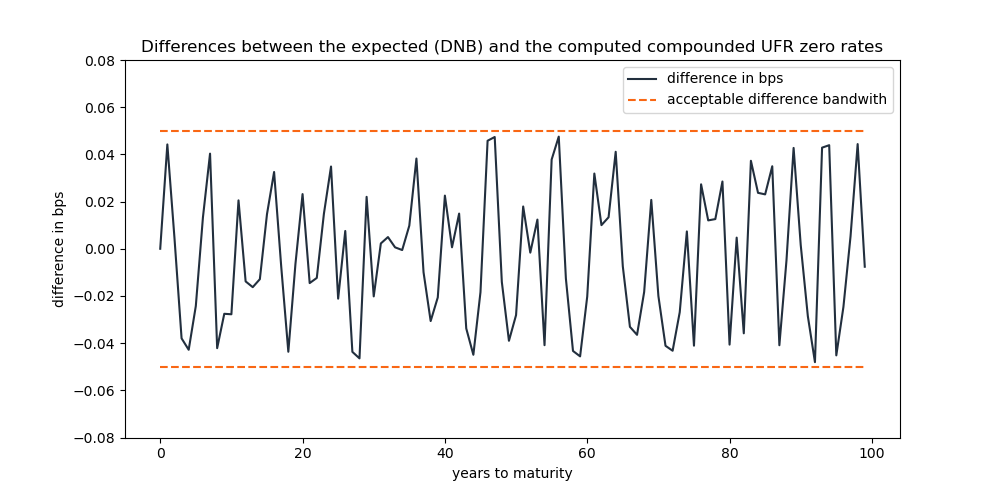 Differences between the expected (DNB) and the computed compounded UFR zero rates
0.08
0.06
0.04
0.02
0.00
−0.02
−0.04
−0.06
−0.08
difference in bps
difference in bps
acceptable difference bandwith
0 20 40 60 80 100
years to maturity